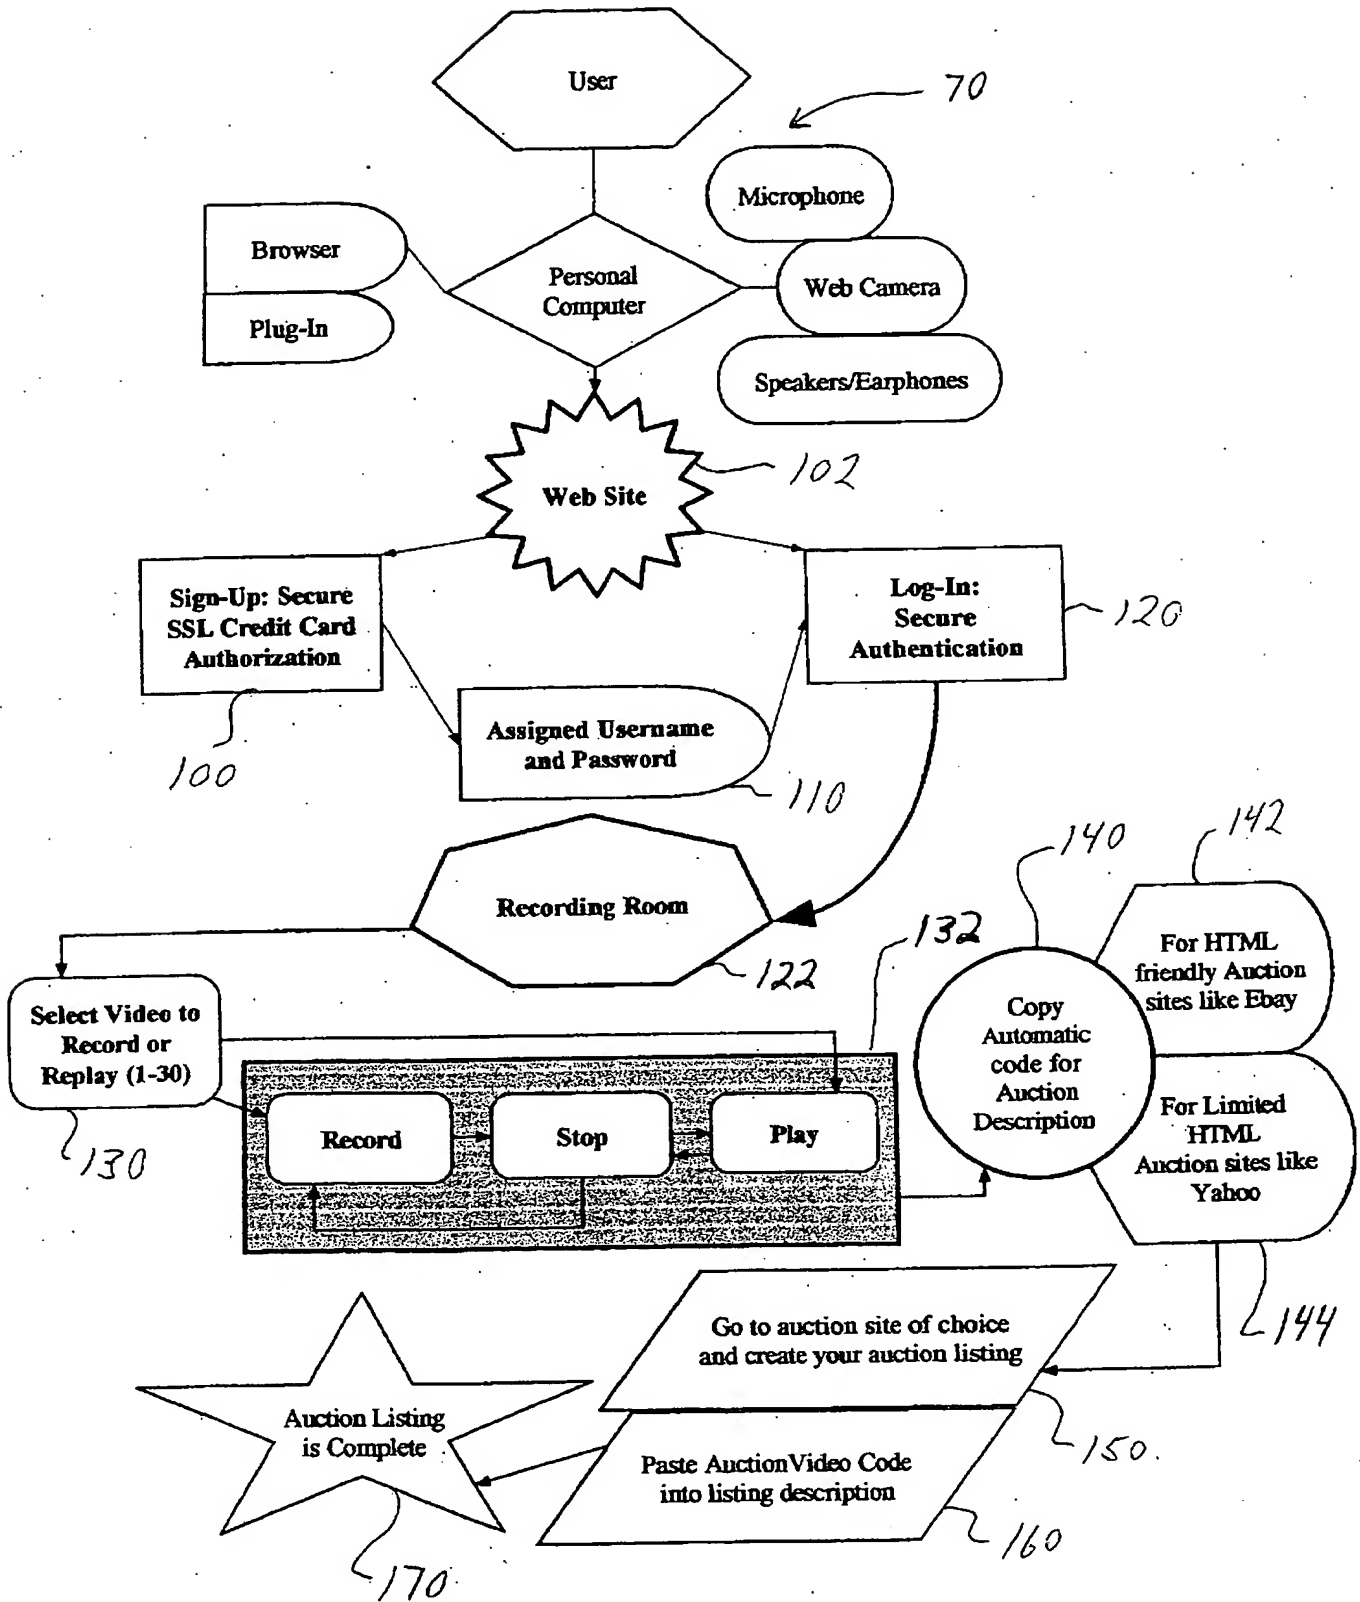 User
70
Microphone
Browser
Personal
Computer
Web Camera
Plug-In
Speakers/Earphones
102
Web Site
Sign-Up: Secure
SSL Credit Card
Authorization
Log-In:
Secure
Authentication
120
100
Assigned Username
and Password
110
140
142
Recording Room
132
122
For HTML
friendly Auction
sites like Ebay
Copy
Automatic
code for
Auction
Description
Select Video to
Record or
Replay (1-30)
130
Record
Stop
Play
For Limited
HTML
Auction sites like
Yahoo
144
Go to auction site of choice
and create your auction listing
150.
Auction Listing
is Complete
Paste AuctionVideo Code
into listing description
160
170